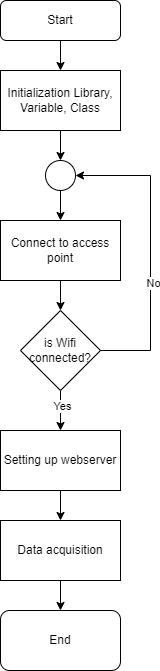 Start
Initialization Library,
Variable, Class
Connect to access
point
No
is Wifi
connected?
Yes
Setting up webserver
Data acquisition
End